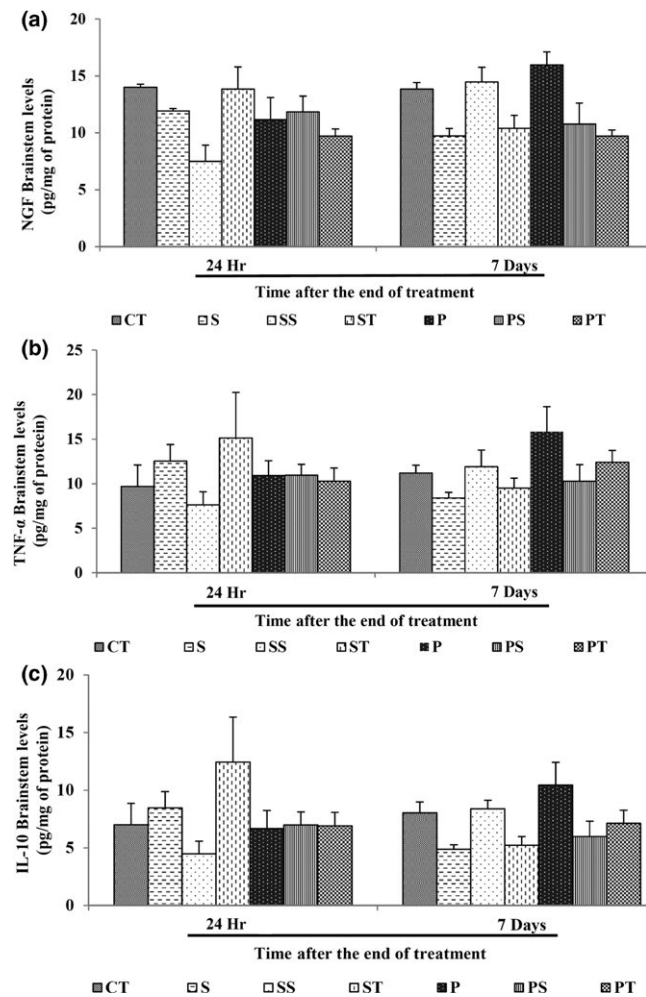 (a)
20
15
10
5
0
NGF Brainstem levels
(pg/mg of protein)
24 Hr
7 Days
Time after the end of treatment
CT S SS ST P PS PT
(b)
25
20
15
10
5
0
TNF-α Brainstem levels
(pg/mg of proteecin)
24 Hr
7 Days
Time after the end of treatment
CT S SS ST P PS PT
(c)
20
15
10
5
0
IL-10 Brainstem levels
(pg/mg of protein)
24 Hr
7 Days
Time after the end of treatment
CT S SS ST P PS PT